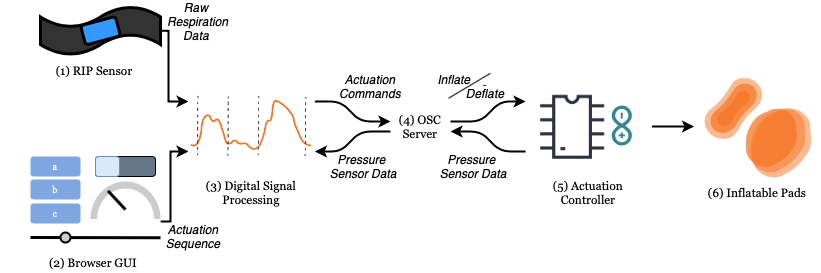 Raw
Respiration
Data
(1) RIP Sensor
a
b
c
Actuation
Sequence
(2) Browser GUI
(3) Digital Signal
Processing
Actuation
Commands
Pressure
Sensor Data
(4) OSC
Server
Inflate
Deflate
Pressure
Sensor Data
(5) Actuation
Controller
(6) Inflatable Pads